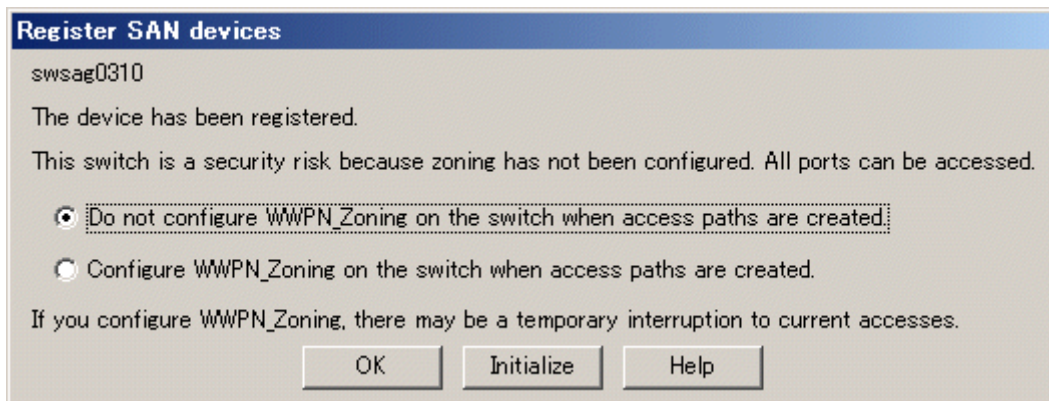 Register SAN devices
swsag0310
The device has been registered.
This switch is a security risk because zoning has not been configured. All ports can be accessed.
Do not configure WWPN_Zoning on the switch when access paths are created.
Configure WWPN_Zoning on the switch when access paths are created.
If you configure WWPN_Zoning, there may be a temporary interruption to current accesses.
OK Initialize Help